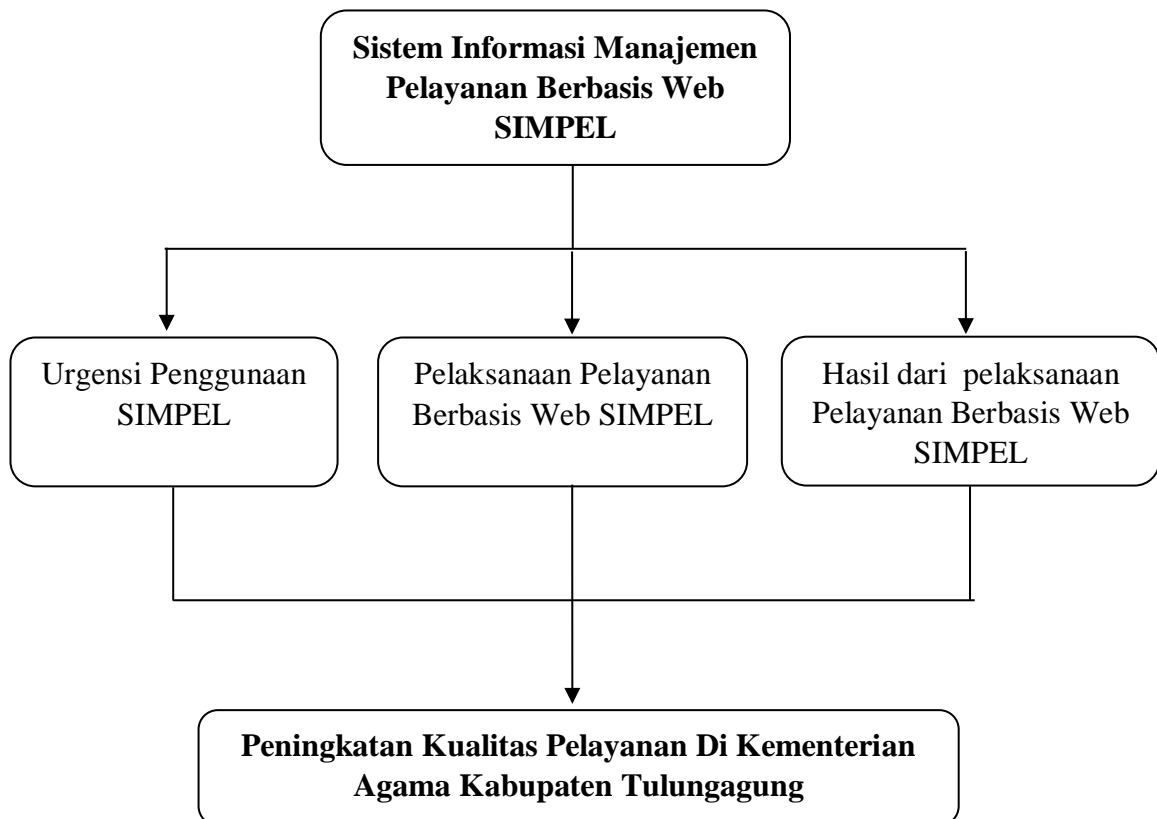 Sistem Informasi Manajemen
Pelayanan Berbasis Web
SIMPEL
Urgensi Penggunaan
SIMPEL
Pelaksanaan Pelayanan
Berbasis Web SIMPEL
Hasil dari pelaksanaan
Pelayanan Berbasis Web
SIMPEL
Peningkatan Kualitas Pelayanan Di Kementerian
Agama Kabupaten Tulungagung